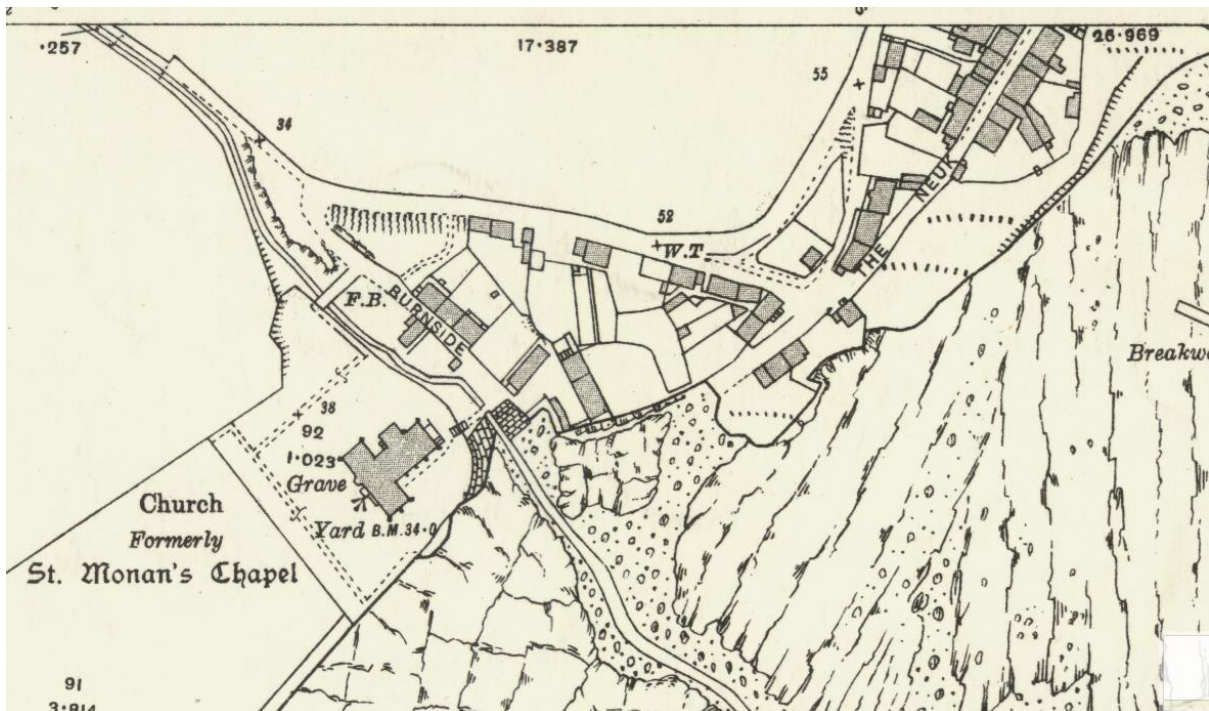 ·257
17·387
26·969
55
34
52
W.T
THE NEUK
F.B.
BURNSIDE
38
92
1·023
Grave
Yard
B.M.34·0
Church
Formerly
St. Monan's Chapel
91
3·814